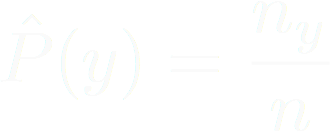 P̂(y) = n_y / n